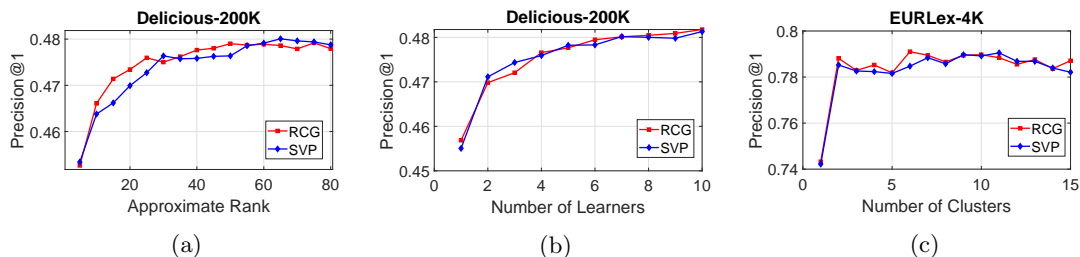 Delicious-200K
Precision@1
0.48
0.47
0.46
RCG
SVP
20
40
60
80
Approximate Rank
(a)
Delicious-200K
Precision@1
0.48
0.47
0.46
0.45
RCG
SVP
0
2
4
6
8
10
Number of Learners
(b)
EURLex-4K
Precision@1
0.8
0.78
0.76
0.74
RCG
SVP
0
5
10
15
Number of Clusters
(c)